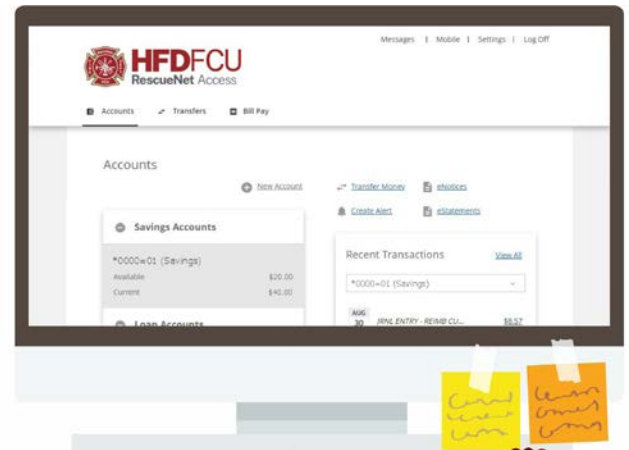 Messages | Mobile | Settings | Log Off
HFDFCU
RescueNet Access
Accounts Transfers Bill Pay
Accounts
New Account
Transfer Money eNotices
Create Alert eStatements
Savings Accounts
*0000=01 (Savings)
Available $20.00
Current $40.00
Loan Accounts
Recent Transactions View All
*0000=01 (Savings)
AUG
30 JRNL ENTRY - REIMB CU... $6.57